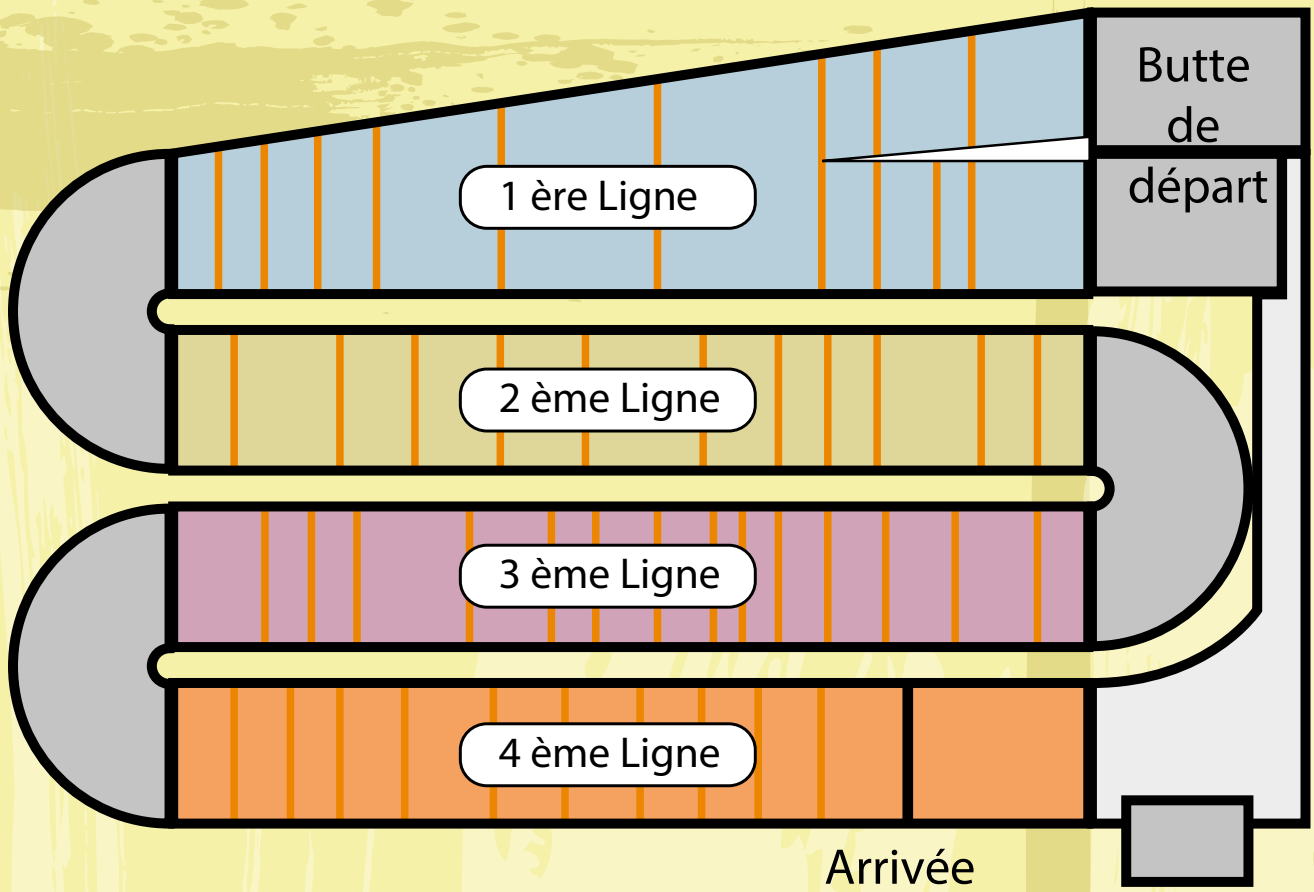 Butte
de
départ
1 ère Ligne
2 ème Ligne
3 ème Ligne
4 ème Ligne
Arrivée